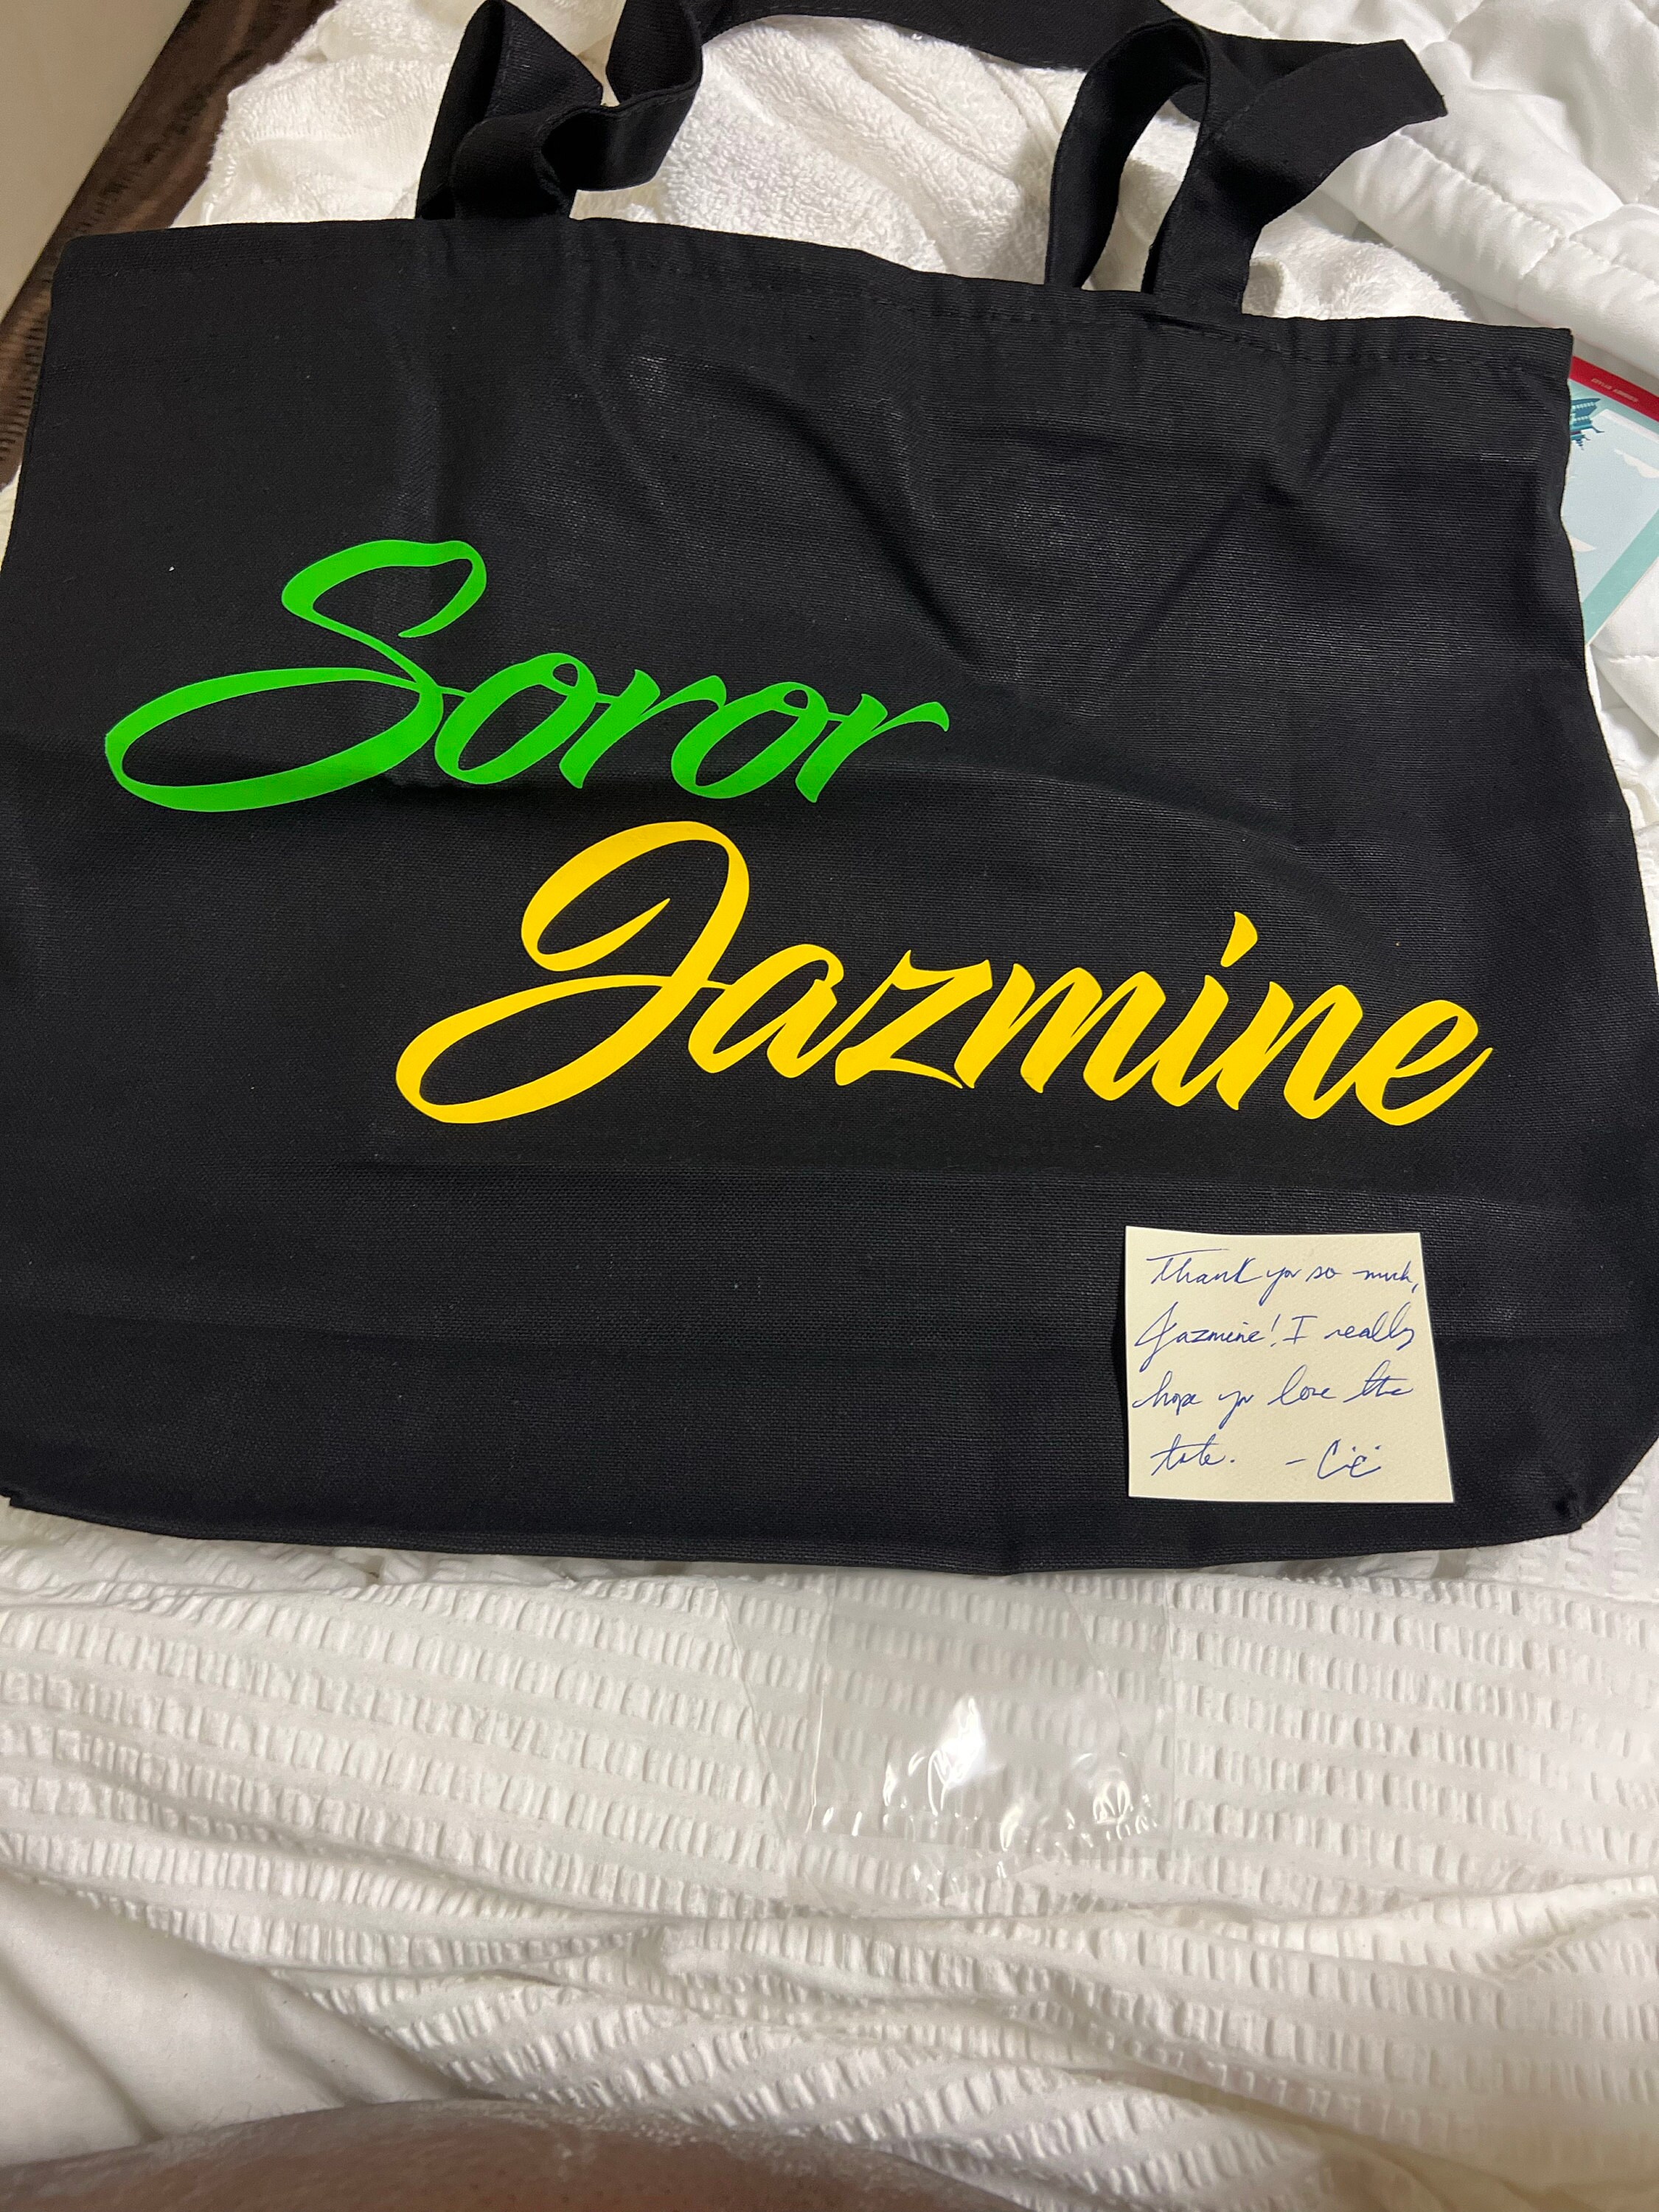 Soror
Jazmine
Thank you so much,
Jazmine! I really
hope you love the
tote. - CiCi